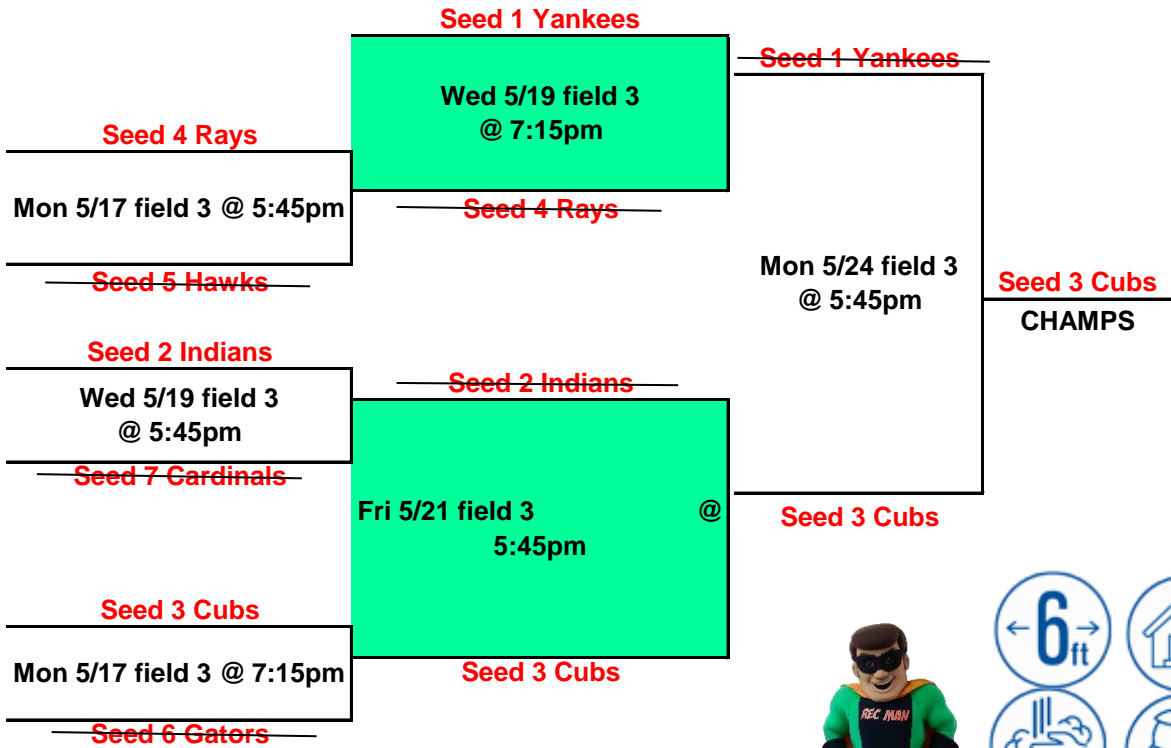 Seed 1 Yankees
Seed 1 Yankees
Wed 5/19 field 3
@ 7:15pm
Seed 4 Rays
Mon 5/17 field 3 @ 5:45pm
Seed 4 Rays
Seed 5 Hawks
Mon 5/24 field 3
@ 5:45pm
Seed 3 Cubs
CHAMPS
Seed 2 Indians
Wed 5/19 field 3
@ 5:45pm
Seed 2 Indians
Seed 7 Cardinals
Fri 5/21 field 3 @
5:45pm
Seed 3 Cubs
Seed 3 Cubs
Mon 5/17 field 3 @ 7:15pm
Seed 3 Cubs
Seed 6 Gators
6
ft
REC MAN